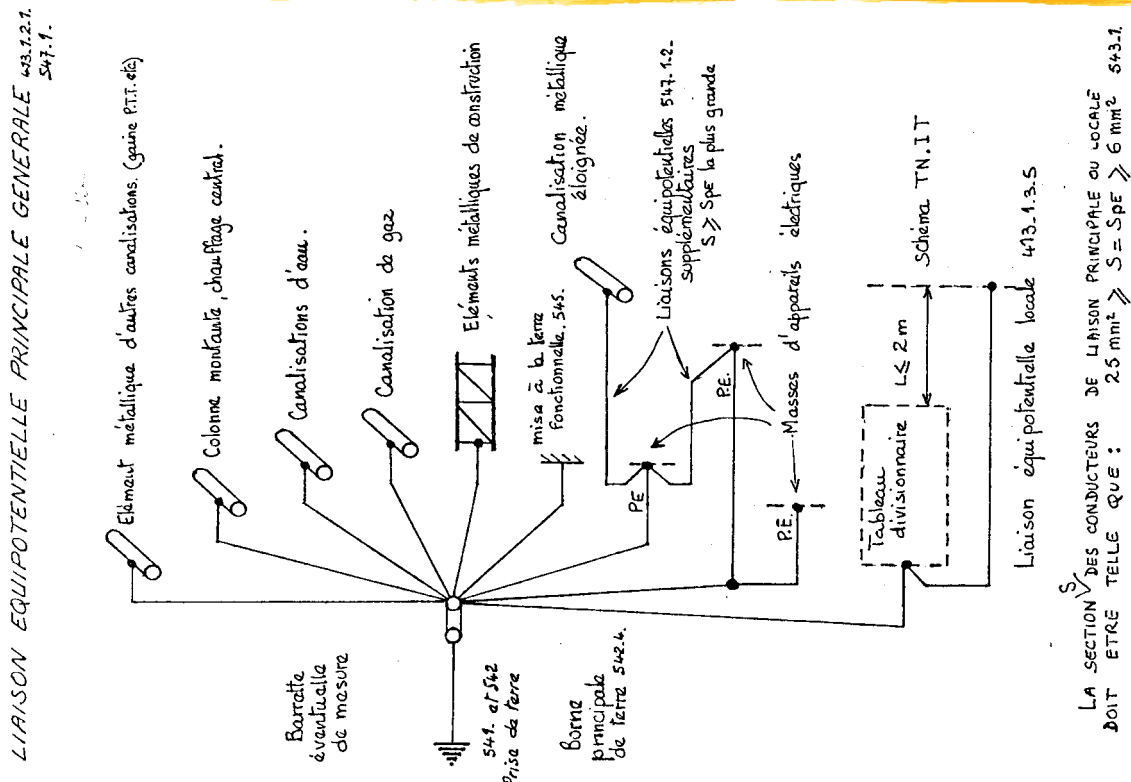 LIAISON EQUIPOTENTIELLE PRINCIPALE GENERALE 413.1.2.1.
547.1.
Elément métallique d'autres canalisations. (gaine P.T.T. etc)
Colonne montante, chauffage central.
Canalisations d'eau.
Canalisation de gaz
Eléments métalliques de construction
mise à la terre
fonctionnelle. 545.
Canalisation métallique
éloignée.
Liaisons équipotentielles 547.1.2.
supplémentaires
S ⩾ SPE la plus grande
PE
P.E.
Masses d'appareils électriques
P.E.
Tableau
divisionnaire
L ≤ 2m
Schéma TN.IT
Liaison équipotentielle locale 413.1.3.5
Barrette
éventuelle
de mesure
541. et 542
Prise de terre
Borne
principale
de terre 542.4.
LA SECTION S DES CONDUCTEURS DE LIAISON PRINCIPALE OU LOCALE
DOIT ETRE TELLE QUE : 25 mm² ⩾ S = SPE ⩾ 6 mm² 543-1.